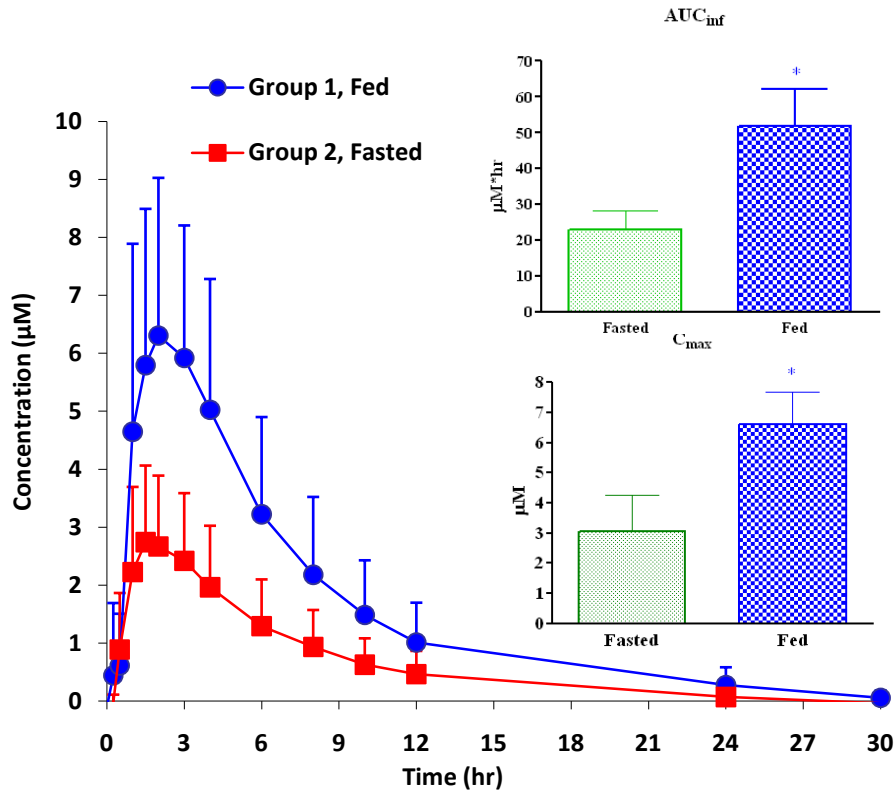 AUCinf
Group 1, Fed
Group 2, Fasted
10
9
8
7
6
5
4
3
2
1
0
Concentration (µM)
0 3 6 9 12 15 18 21 24 27 30
Time (hr)
70
60
50
40
30
20
10
0
µM*hr
*
Fasted Fed
Cmax
8
7
6
5
4
3
2
1
0
µM
*
Fasted Fed